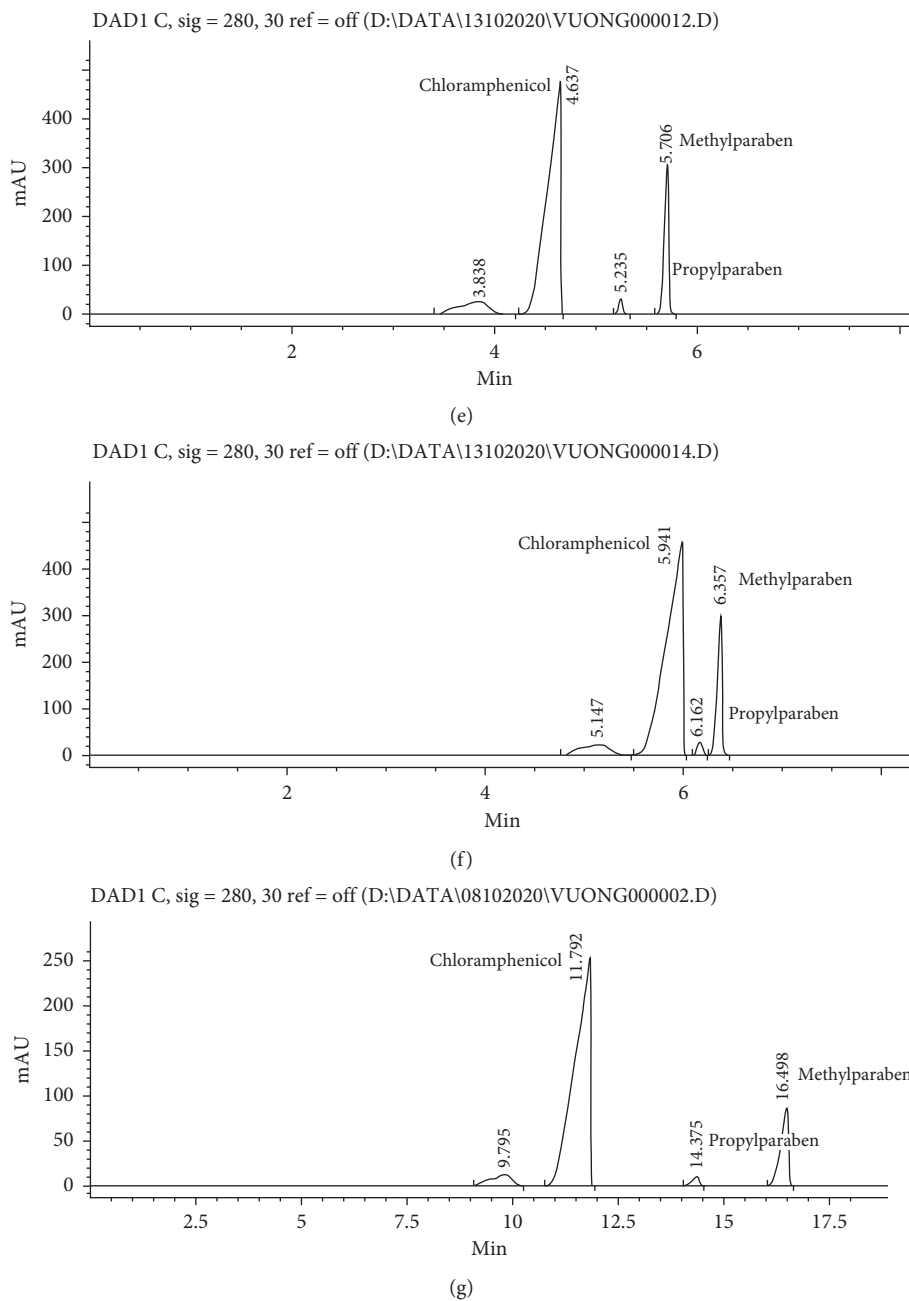 DAD1 C, sig = 280, 30 ref = off (D:\DATA\13102020\VUONG000012.D)
Chloramphenicol
4.637
Methylparaben
5.706
Propylparaben
3.838
5.235
400
300
200
100
0
mAU
2 4 6
Min
(e)
DAD1 C, sig = 280, 30 ref = off (D:\DATA\13102020\VUONG000014.D)
Chloramphenicol
5.941
Methylparaben
6.357
Propylparaben
5.147
6.162
400
300
200
100
0
mAU
2 4 6
Min
(f)
DAD1 C, sig = 280, 30 ref = off (D:\DATA\08102020\VUONG000002.D)
Chloramphenicol
11.792
Methylparaben
16.498
Propylparaben
9.795
14.375
250
200
150
100
50
0
mAU
2.5 5 7.5 10 12.5 15 17.5
Min
(g)